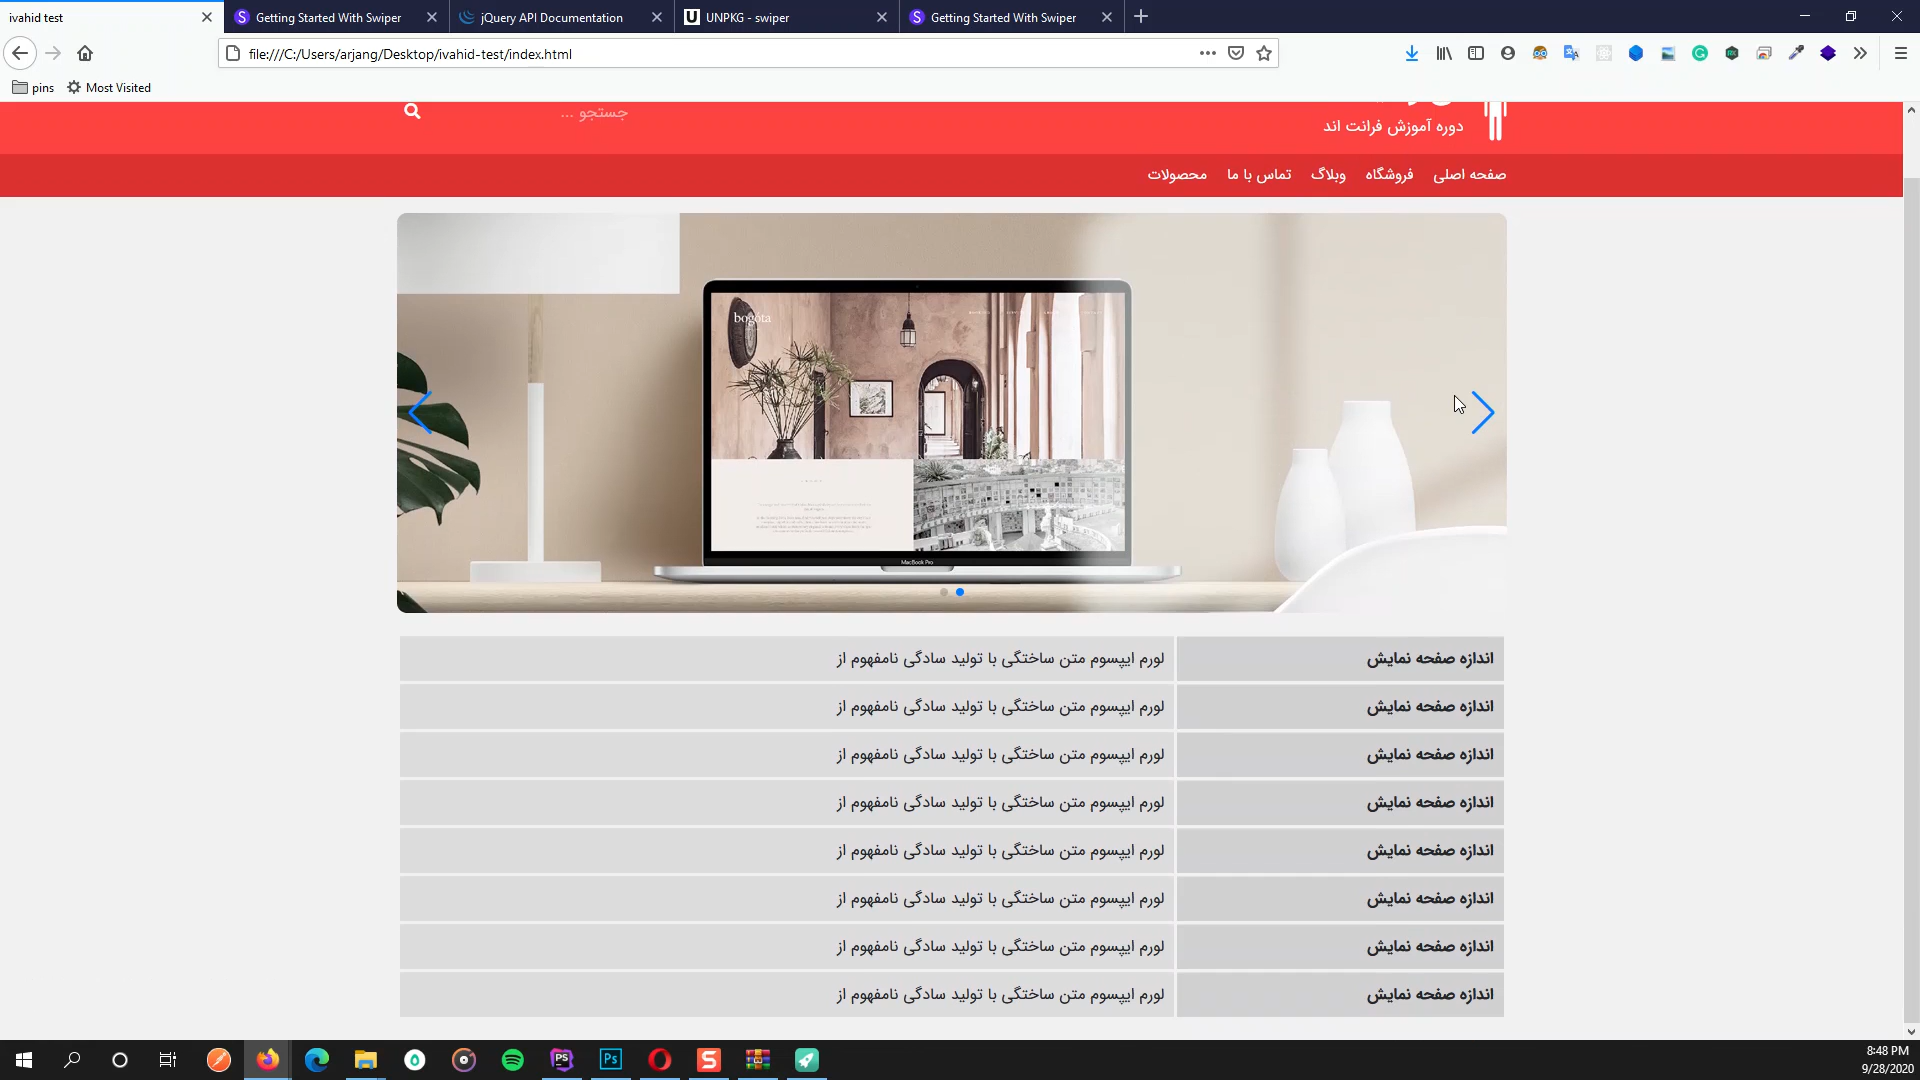 ivahid test
Getting Started With Swiper
jQuery API Documentation
UNPKG - swiper
Getting Started With Swiper
file:///C:/Users/arjang/Desktop/ivahid-test/index.html
pins
Most Visited
جستجو ...
دوره آموزش فرانت اند
صفحه اصلی
فروشگاه
وبلاگ
تماس با ما
محصولات
bogóta
MacBook Pro
اندازه صفحه نمایش
لورم ایپسوم متن ساختگی با تولید سادگی نامفهوم از
اندازه صفحه نمایش
لورم ایپسوم متن ساختگی با تولید سادگی نامفهوم از
اندازه صفحه نمایش
لورم ایپسوم متن ساختگی با تولید سادگی نامفهوم از
اندازه صفحه نمایش
لورم ایپسوم متن ساختگی با تولید سادگی نامفهوم از
اندازه صفحه نمایش
لورم ایپسوم متن ساختگی با تولید سادگی نامفهوم از
اندازه صفحه نمایش
لورم ایپسوم متن ساختگی با تولید سادگی نامفهوم از
اندازه صفحه نمایش
لورم ایپسوم متن ساختگی با تولید سادگی نامفهوم از
اندازه صفحه نمایش
لورم ایپسوم متن ساختگی با تولید سادگی نامفهوم از
8:48 PM
9/28/2020